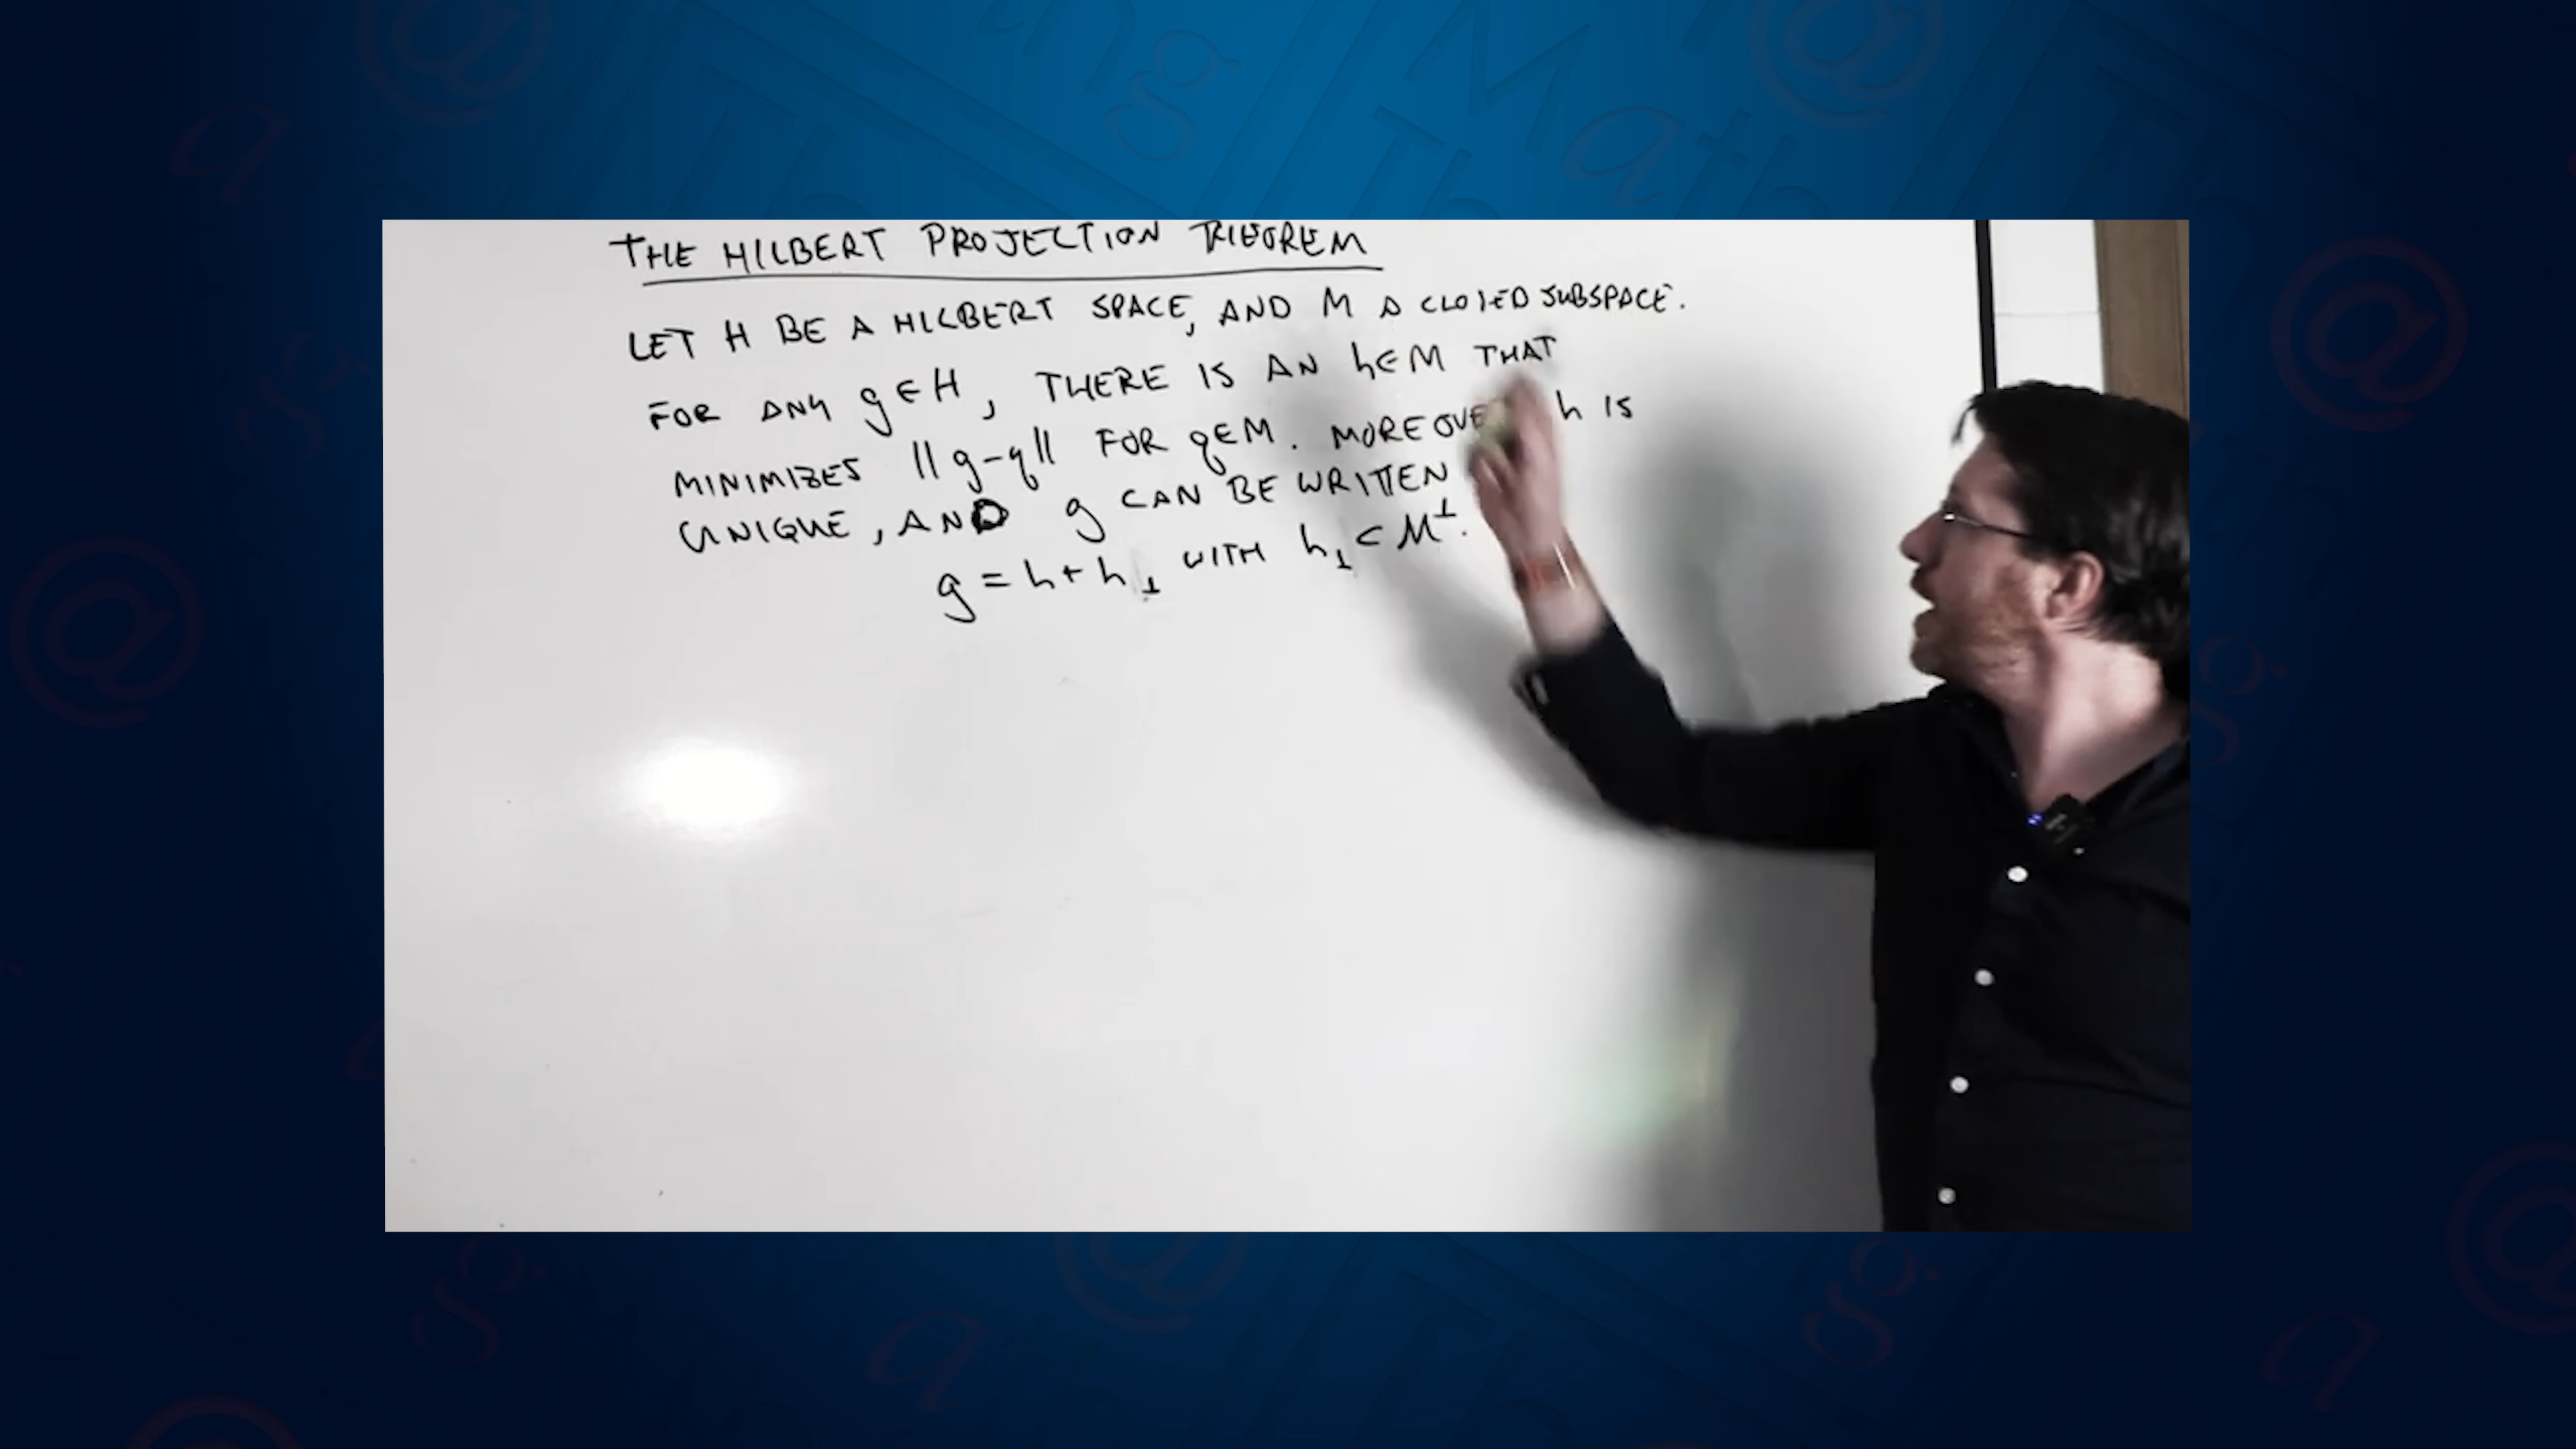 THE HILBERT PROJECTION THEOREM
LET H BE A HILBERT SPACE, AND M A CLOSED SUBSPACE.
FOR ANY g∈H, THERE IS AN h∈M THAT
MINIMIZES ||g-q|| FOR q∈M. MOREOVE h IS
UNIQUE, AND g CAN BE WRITTEN
g = h + h⊥ WITH h⊥ ⊂ M⊥.